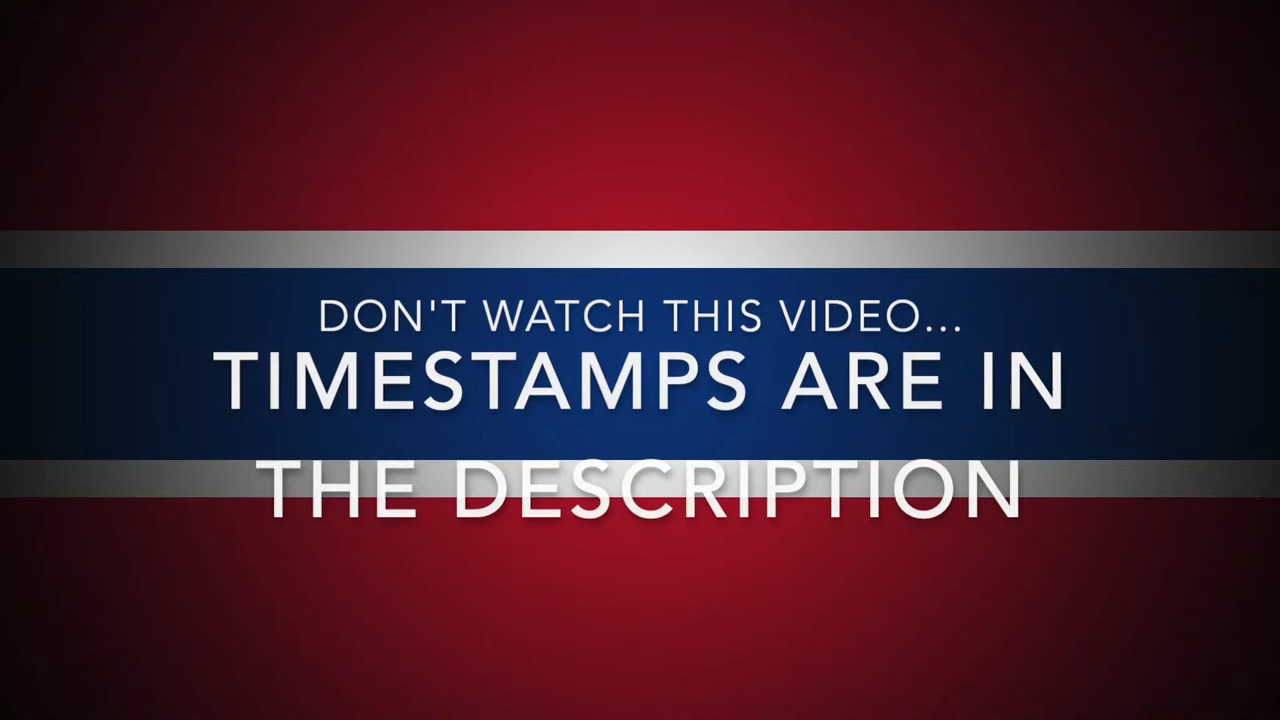 DON'T WATCH THIS VIDEO...
TIMESTAMPS ARE IN
THE DESCRIPTION